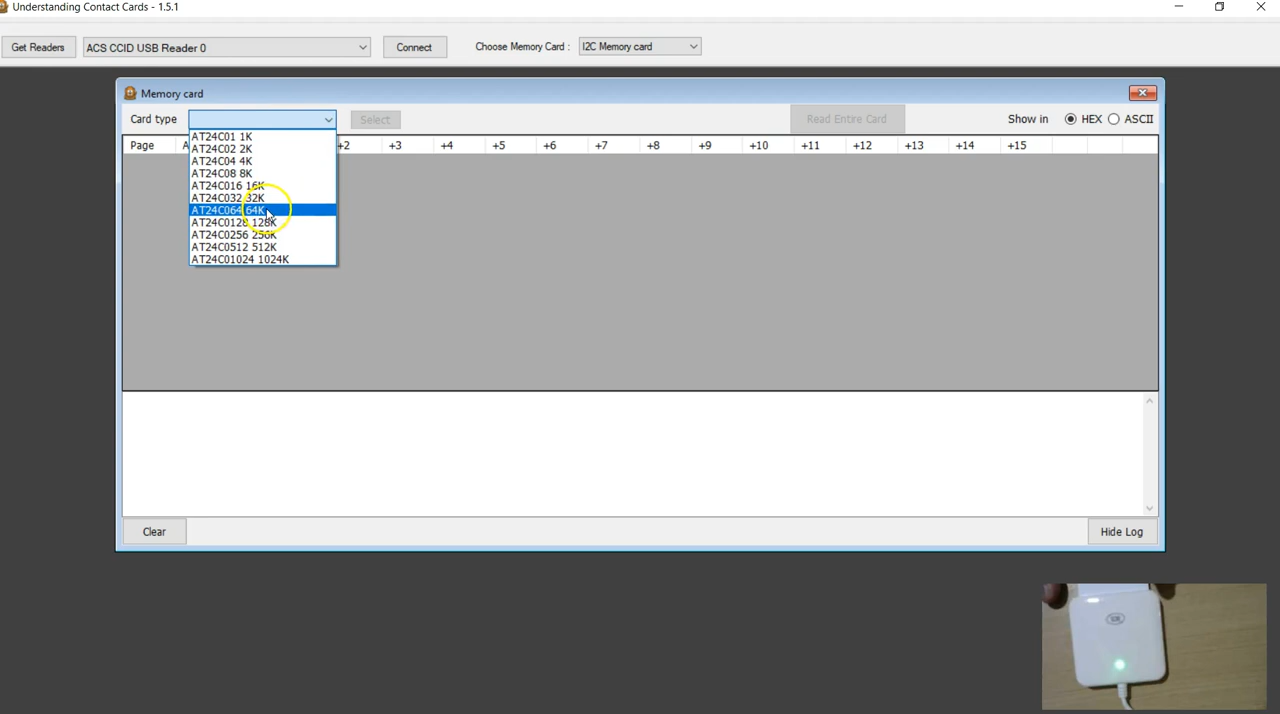 Understanding Contact Cards - 1.5.1
Get Readers ACS CCID USB Reader 0 Connect Choose Memory Card : I2C Memory card
Memory card
Card type Select Read Entire Card Show in HEX ASCII
Page A +2 +3 +4 +5 +6 +7 +8 +9 +10 +11 +12 +13 +14 +15
AT24C01 1K
AT24C02 2K
AT24C04 4K
AT24C08 8K
AT24C016 16K
AT24C032 32K
AT24C064 64K
AT24C0128 128K
AT24C0256 256K
AT24C0512 512K
AT24C01024 1024K
Clear Hide Log